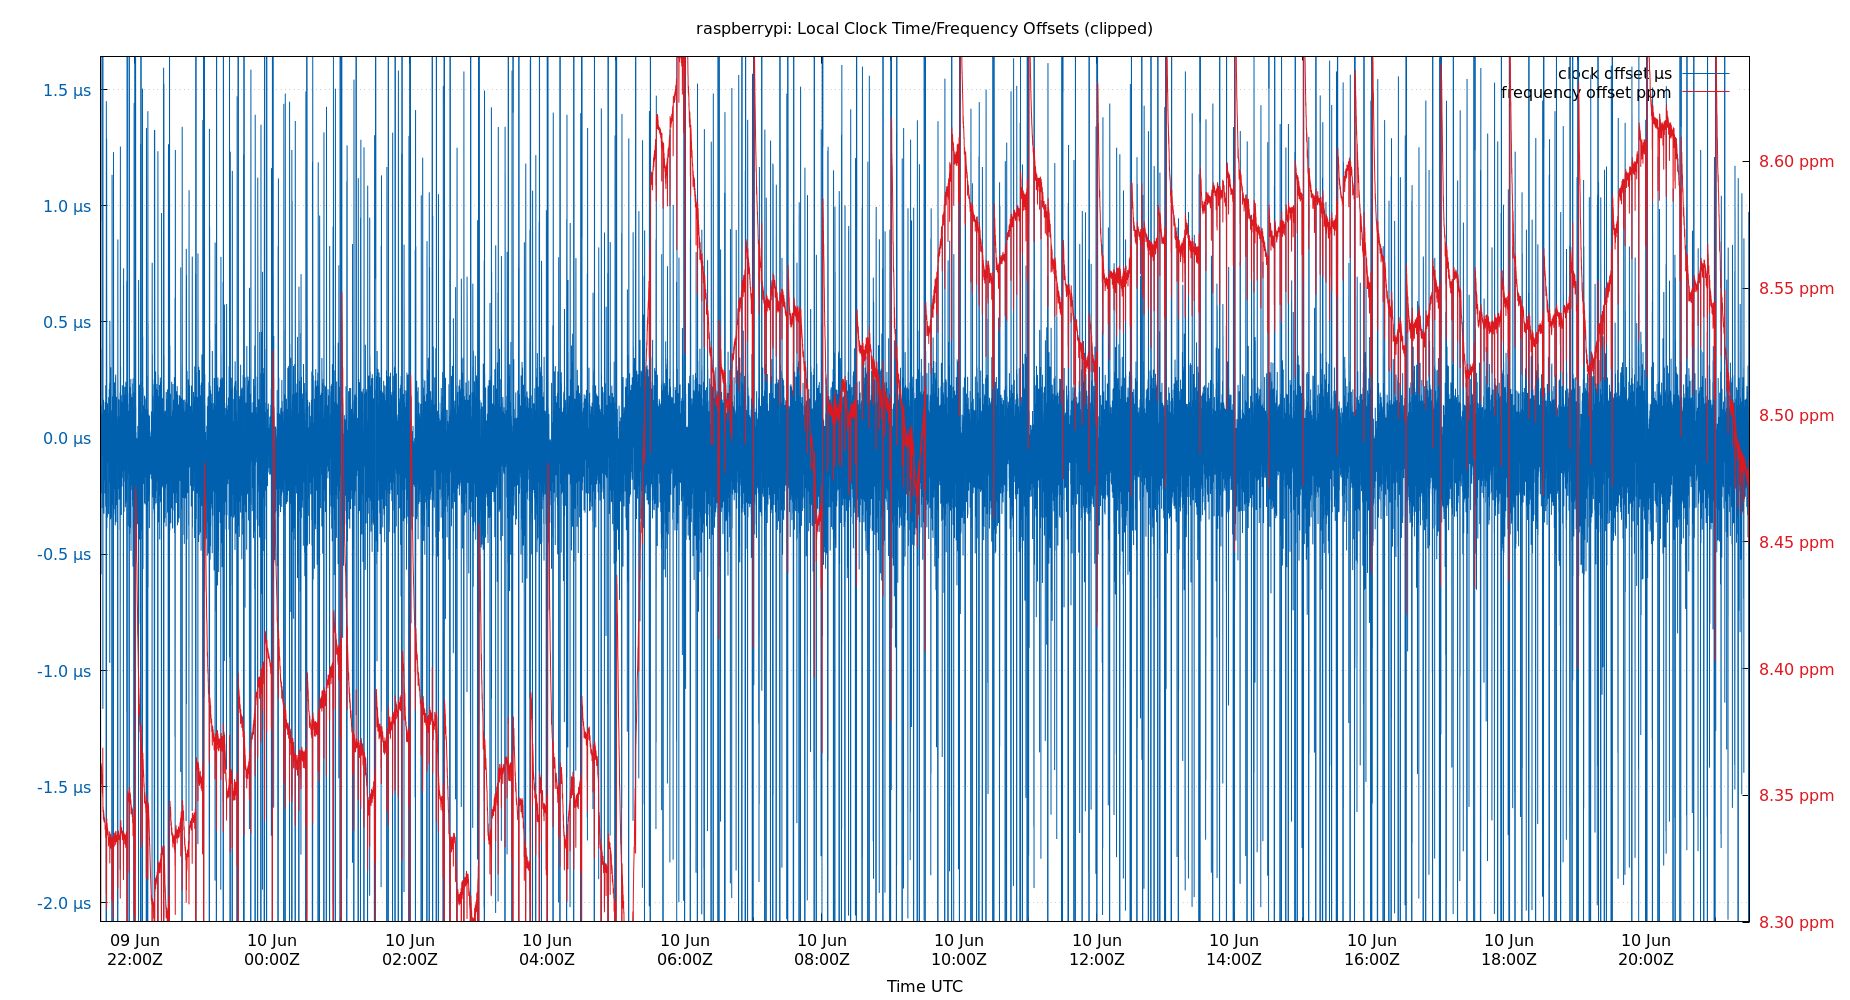 raspberrypi: Local Clock Time/Frequency Offsets (clipped)
clock offset µs
frequency offset ppm
1.5 µs
1.0 µs
0.5 µs
0.0 µs
-0.5 µs
-1.0 µs
-1.5 µs
-2.0 µs
8.60 ppm
8.55 ppm
8.50 ppm
8.45 ppm
8.40 ppm
8.35 ppm
8.30 ppm
09 Jun 10 Jun 10 Jun 10 Jun 10 Jun 10 Jun 10 Jun 10 Jun 10 Jun 10 Jun 10 Jun 10 Jun
22:00Z 00:00Z 02:00Z 04:00Z 06:00Z 08:00Z 10:00Z 12:00Z 14:00Z 16:00Z 18:00Z 20:00Z
Time UTC